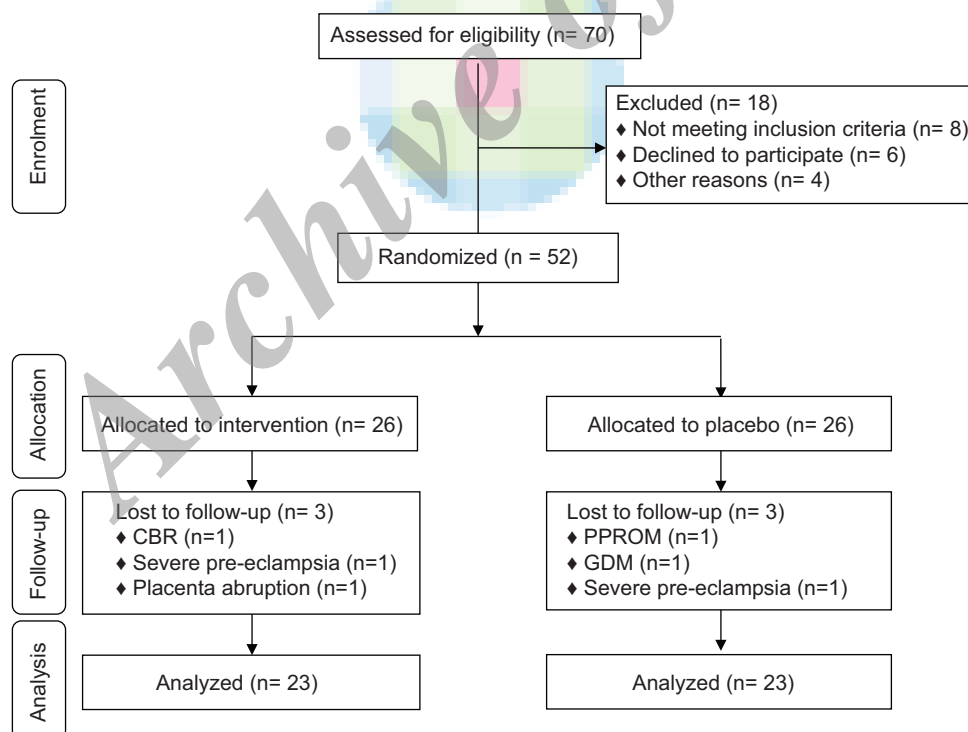 Assessed for eligibility (n= 70)
Enrolment
Excluded (n= 18)
♦ Not meeting inclusion criteria (n= 8)
♦ Declined to participate (n= 6)
♦ Other reasons (n= 4)
Randomized (n = 52)
Allocation
Allocated to intervention (n= 26)
Allocated to placebo (n= 26)
Follow-up
Lost to follow-up (n= 3)
♦ CBR (n=1)
♦ Severe pre-eclampsia (n=1)
♦ Placenta abruption (n=1)
Lost to follow-up (n= 3)
♦ PPROM (n=1)
♦ GDM (n=1)
♦ Severe pre-eclampsia (n=1)
Analysis
Analyzed (n= 23)
Analyzed (n= 23)
Archive of